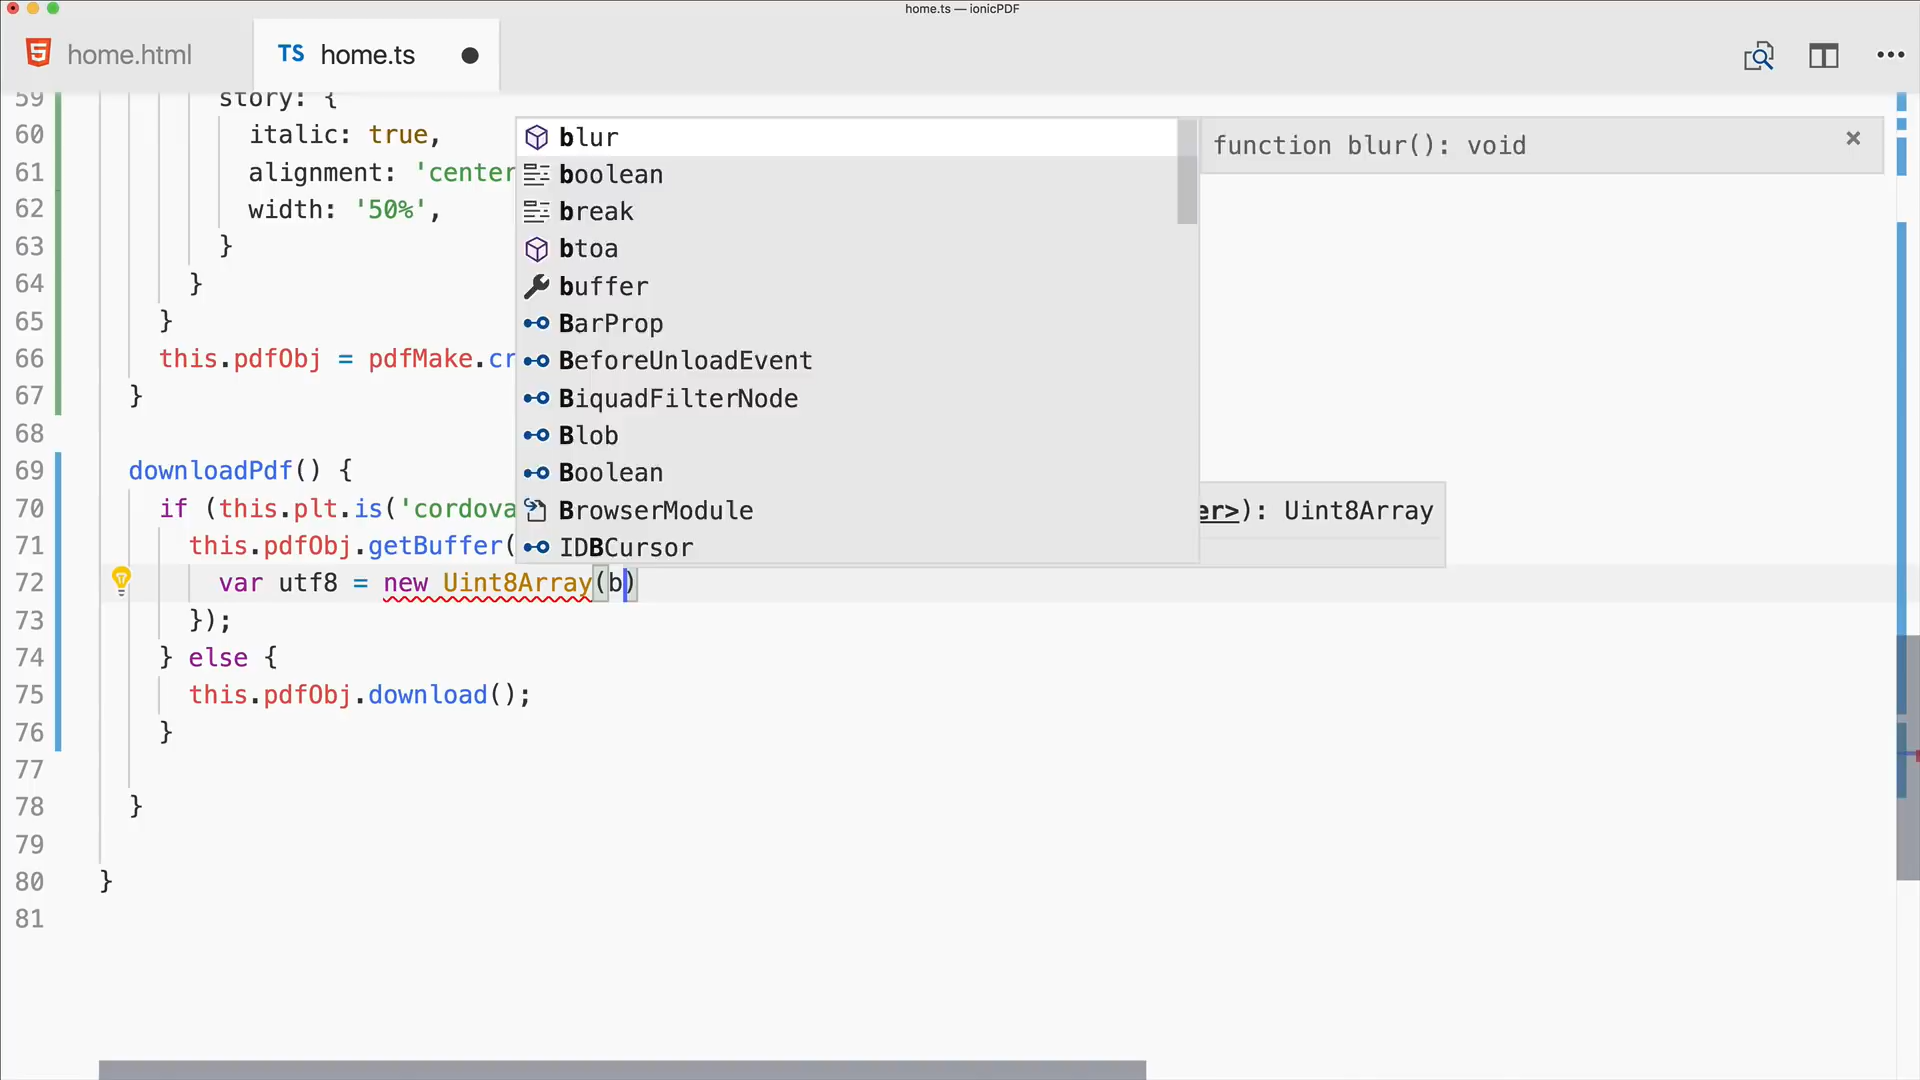 home.ts — ionicPDF
home.html
TS home.ts
59 story: {
60 italic: true,
61 alignment: 'center
62 width: '50%',
63 }
64 }
65 }
66 this.pdfObj = pdfMake.cr
67 }
68
69 downloadPdf() {
70 if (this.plt.is('cordova
71 this.pdfObj.getBuffer(
72 var utf8 = new Uint8Array(b)
73 });
74 } else {
75 this.pdfObj.download();
76 }
77
78 }
79
80 }
81
blur
boolean
break
btoa
buffer
BarProp
BeforeUnloadEvent
BiquadFilterNode
Blob
Boolean
BrowserModule
IDBCursor
function blur(): void
er>): Uint8Array